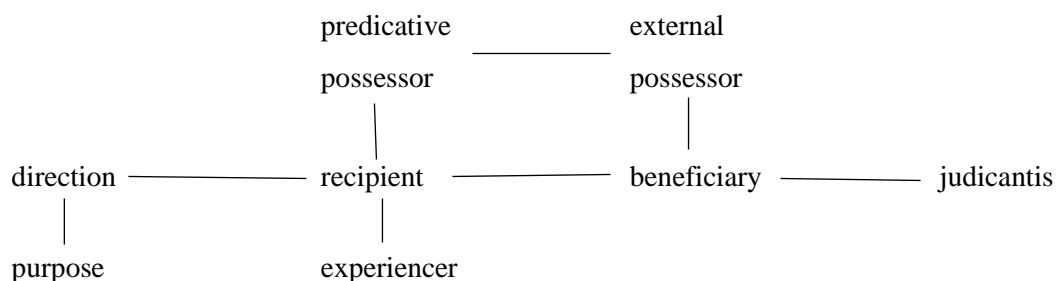 predicative external
possessor possessor
direction recipient beneficiary judicantis
purpose experiencer